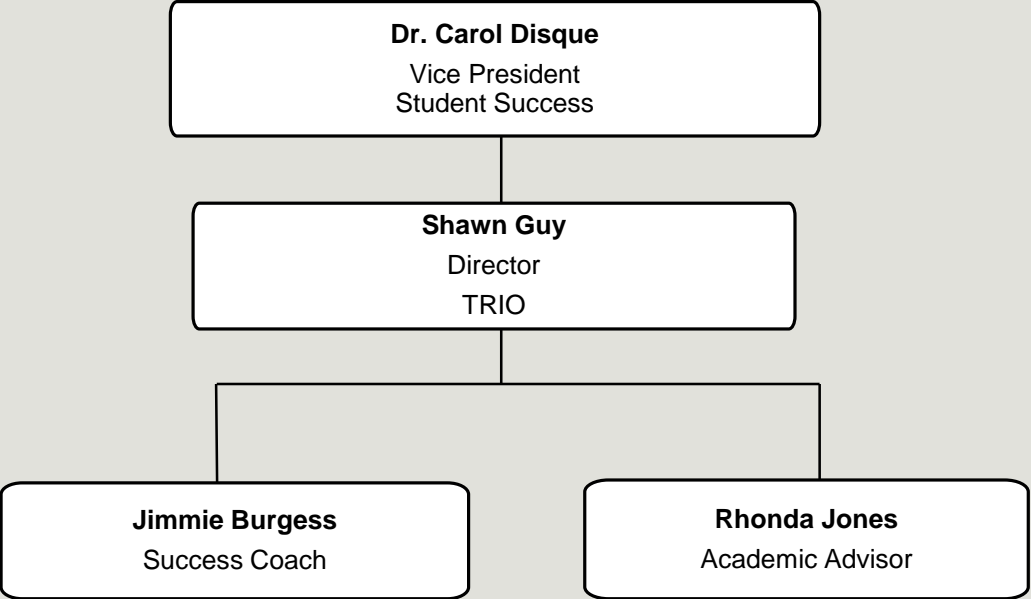 Dr. Carol Disque
Vice President
Student Success
Shawn Guy
Director
TRIO
Jimmie Burgess
Success Coach
Rhonda Jones
Academic Advisor